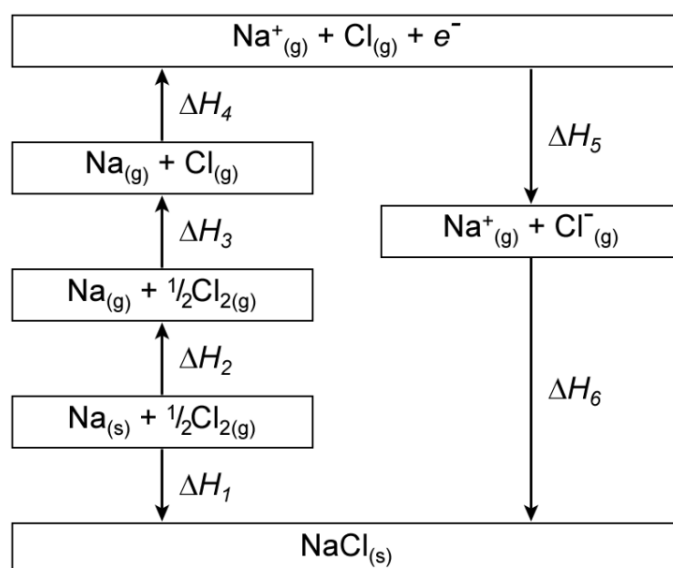 Na⁺(g) + Cl(g) + e⁻
ΔH₄
ΔH₅
Na(g) + Cl(g)
Na⁺(g) + Cl⁻(g)
ΔH₃
Na(g) + ½Cl₂(g)
ΔH₂
ΔH₆
Na(s) + ½Cl₂(g)
ΔH₁
NaCl(s)